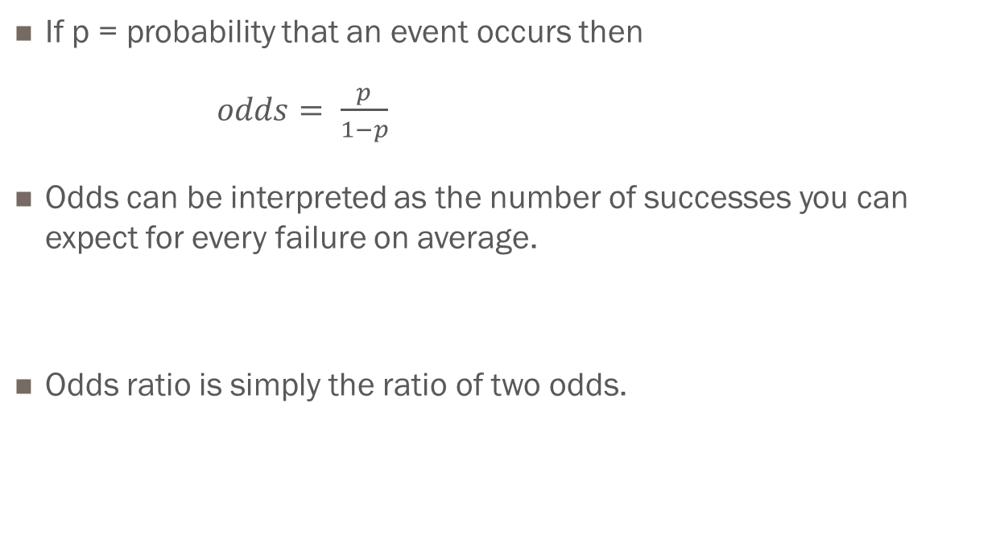 ■ If p = probability that an event occurs then
odds = p/1−p
■ Odds can be interpreted as the number of successes you can
expect for every failure on average.
■ Odds ratio is simply the ratio of two odds.